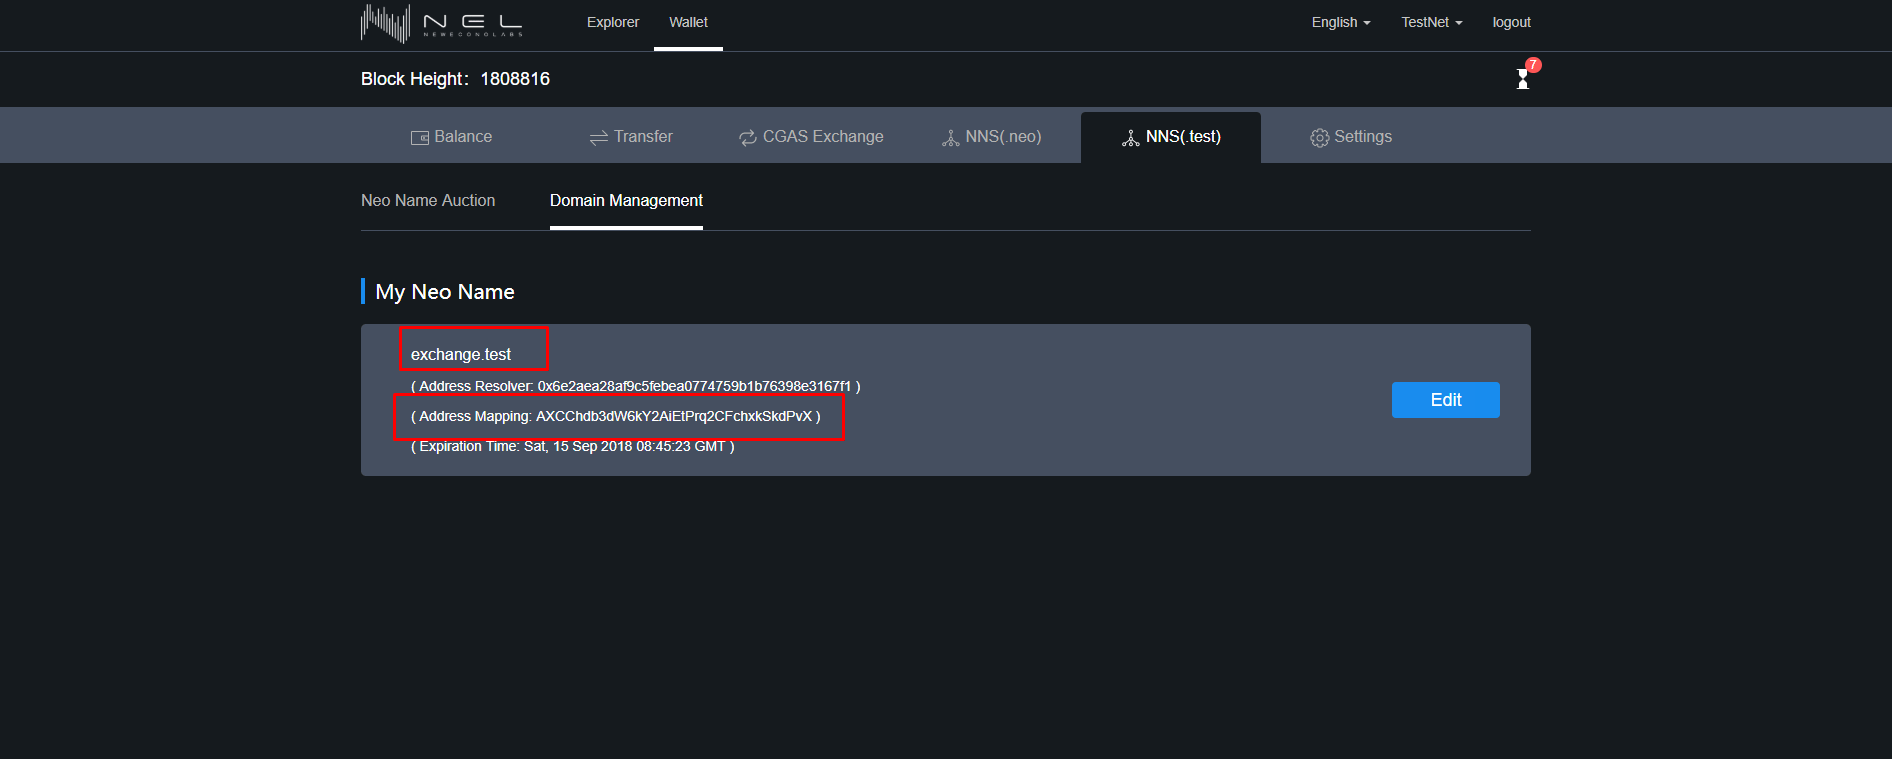 NEL
NEWECONOLABS
Explorer
Wallet
English
TestNet
logout
Block Height: 1808816
7
Balance
Transfer
CGAS Exchange
NNS(.neo)
NNS(.test)
Settings
Neo Name Auction
Domain Management
My Neo Name
exchange.test
( Address Resolver: 0x6e2aea28af9c5febea0774759b1b76398e3167f1 )
( Address Mapping: AXCChdb3dW6kY2AiEtPrq2CFchxkSkdPvX )
Edit
( Expiration Time: Sat, 15 Sep 2018 08:45:23 GMT )